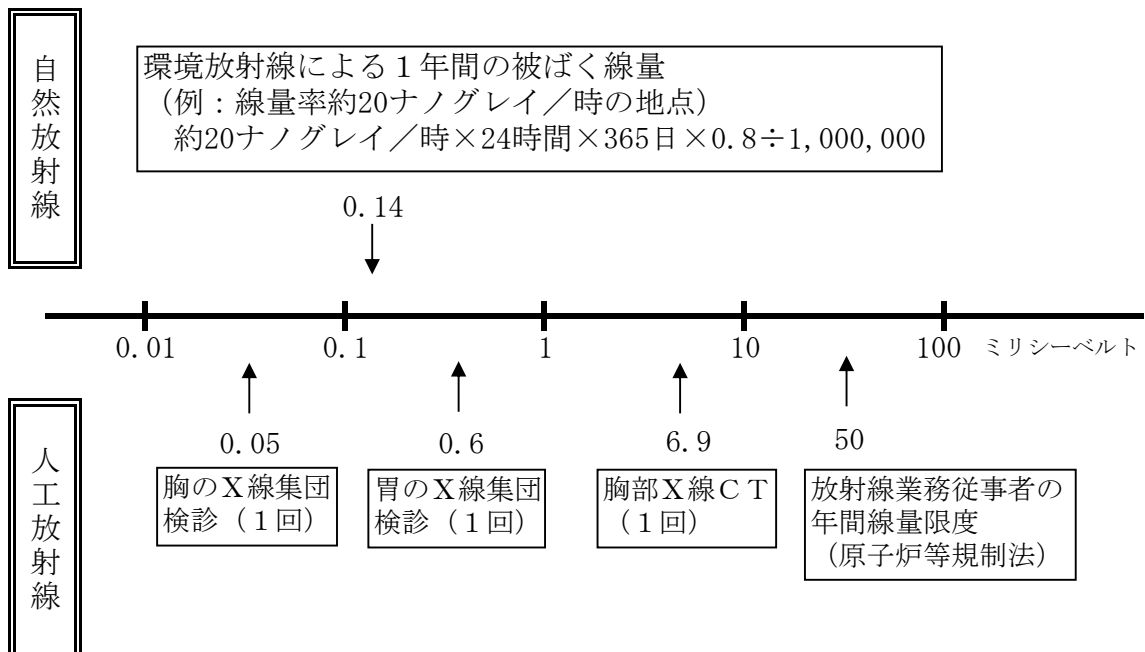 自然放射線
環境放射線による１年間の被ばく線量
（例：線量率約20ナノグレイ／時の地点）
約20ナノグレイ／時×24時間×365日×0.8÷1,000,000
0.14
0.01 0.1 1 10 100 ミリシーベルト
人工放射線
0.05
胸のＸ線集団
検診（１回）
0.6
胃のＸ線集団
検診（１回）
6.9
胸部Ｘ線ＣＴ
（１回）
50
放射線業務従事者の
年間線量限度
（原子炉等規制法）